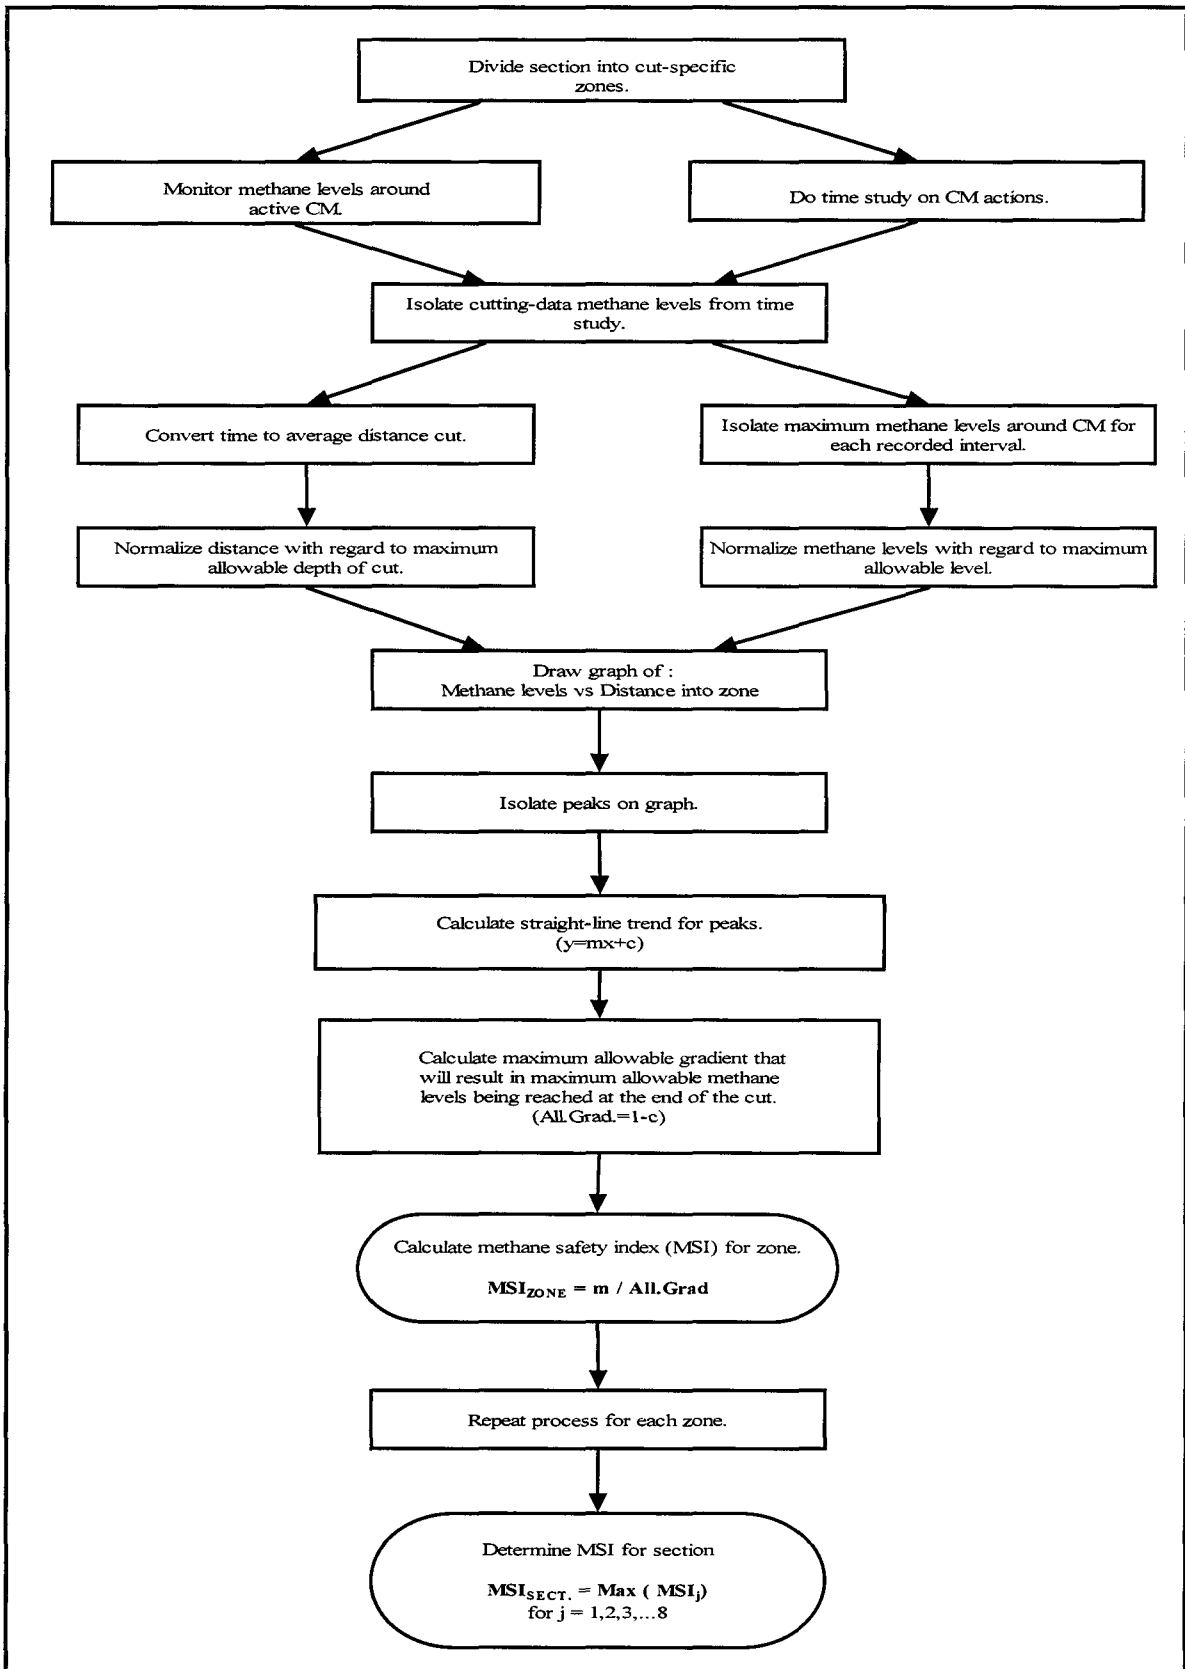 Divide section into cut-specific
zones.
Monitor methane levels around
active CM.
Do time study on CM actions.
Isolate cutting-data methane levels from time
study.
Convert time to average distance cut.
Isolate maximum methane levels around CM for
each recorded interval.
Normalize distance with regard to maximum
allowable depth of cut.
Normalize methane levels with regard to maximum
allowable level.
Draw graph of :
Methane levels vs Distance into zone
Isolate peaks on graph.
Calculate straight-line trend for peaks.
(y=mx+c)
Calculate maximum allowable gradient that
will result in maximum allowable methane
levels being reached at the end of the cut.
(All.Grad.=1-c)
Calculate methane safety index (MSI) for zone.
MSIZONE = m / All.Grad
Repeat process for each zone.
Determine MSI for section
MSISECT. = Max ( MSIj)
for j = 1,2,3,...8